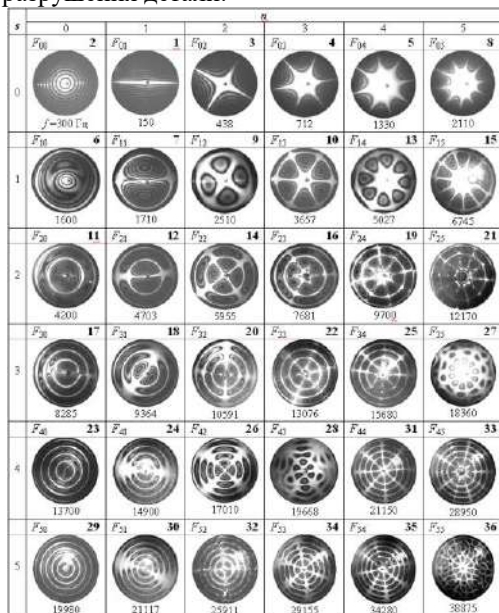 разрушения детали.
n
s 0 1 2 3 4 5
F00 2 F01 1 F02 3 F03 4 F04 5 F05 8
0
f=300 Гц 150 438 712 1330 2110
F10 6 F11 7 F12 9 F13 10 F14 13 F15 15
1
1600 1710 2510 3657 5027 6745
F20 11 F21 12 F22 14 F23 16 F24 19 F25 21
2
4200 4703 5955 7681 9700 12170
F30 17 F31 18 F32 20 F33 22 F34 25 F35 27
3
8285 9364 10591 13076 15680 18360
F40 23 F41 24 F42 26 F43 28 F44 31 F45 33
4
13700 14900 17010 19668 21150 28950
F50 29 F51 30 F52 32 F53 34 F54 35 F55 36
5
19980 21117 25911 29155 34280 38875